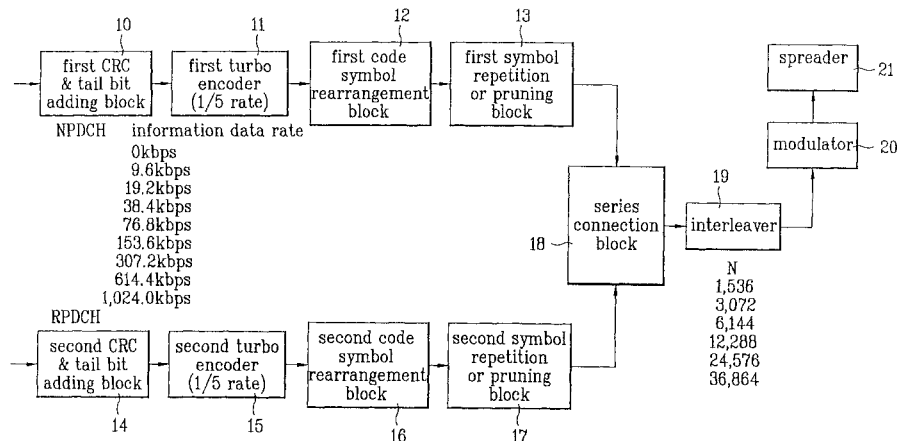 10
first CRC
& tail bit
adding block
11
first turbo
encoder
(1/5 rate)
12
first code
symbol
rearrangement
block
13
first symbol
repetition
or pruning
block
spreader
21
modulator
20
NPDCH information data rate
0kbps
9.6kbps
19.2kbps
38.4kbps
76.8kbps
153.6kbps
307.2kbps
614.4kbps
1,024.0kbps
18
series
connection
block
19
interleaver
N
1,536
3,072
6,144
12,288
24,576
36,864
RPDCH
second CRC
& tail bit
adding block
14
second turbo
encoder
(1/5 rate)
15
second code
symbol
rearrangement
block
16
second symbol
repetition
or pruning
block
17